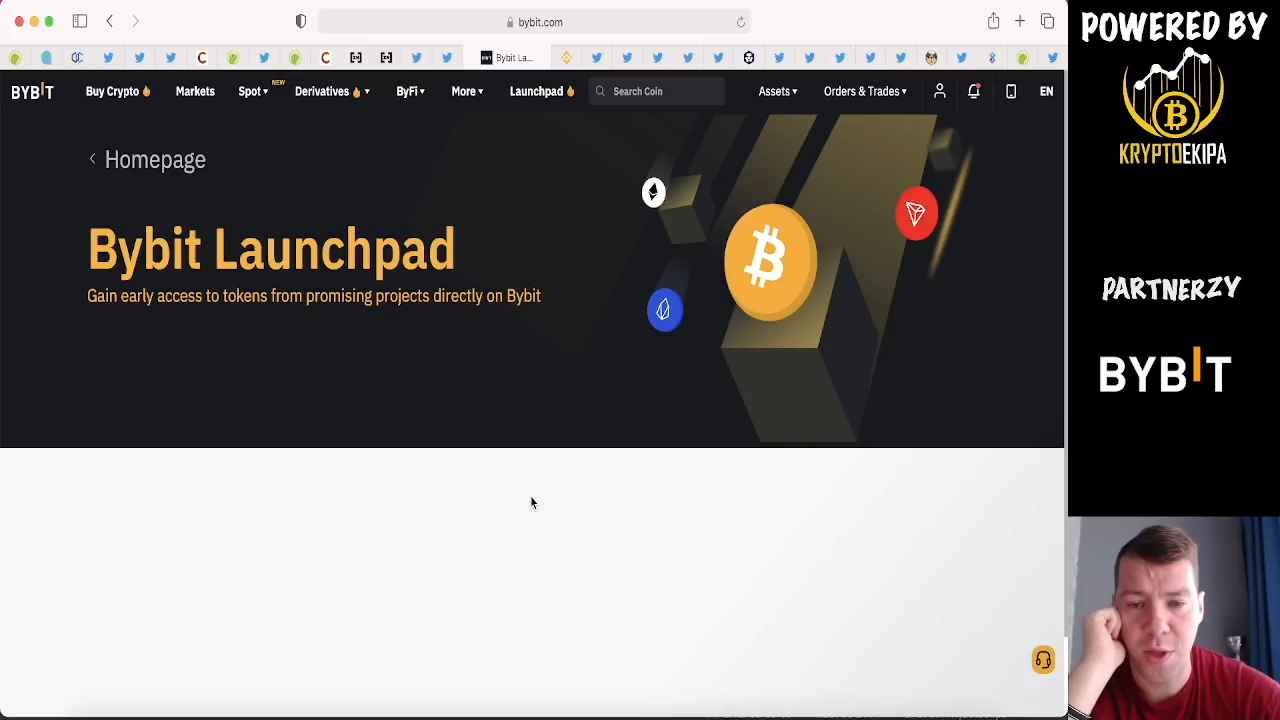 bybit.com
Bybit La...
BYBIT
Buy Crypto
Markets
Spot
NEW
Derivatives
ByFi
More
Launchpad
Search Coin
Assets
Orders & Trades
EN
Homepage
Bybit Launchpad
Gain early access to tokens from promising projects directly on Bybit
POWERED BY
KRYPTOEKIPA
PARTNERZY
BYBIT